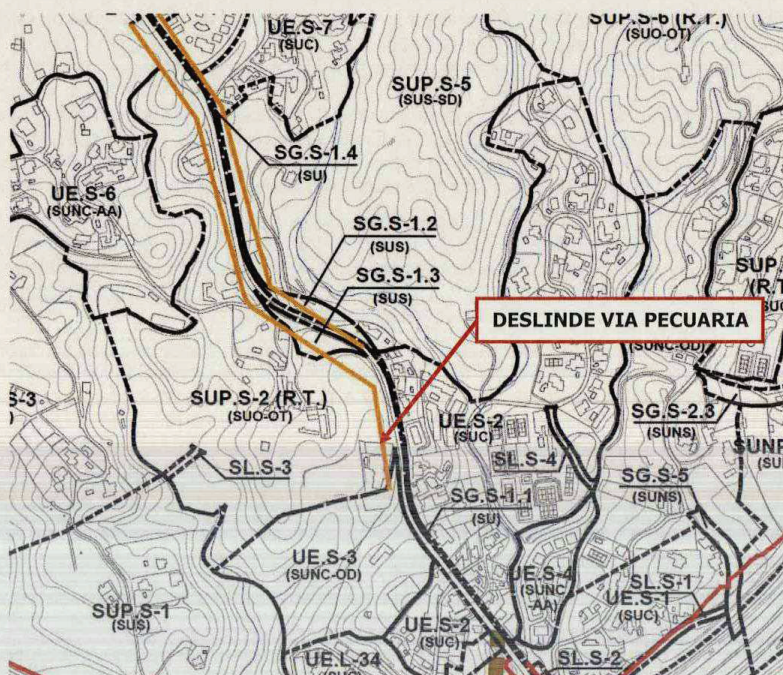 SUP.S-6 (R.T.)
(SUO-OT)
UE.S-7
(SUC)
SUP.S-5
(SUS-SD)
SG.S-1.4
(SU)
UE.S-6
(SUNC-AA)
SG.S-1.2
(SUS)
SG.S-1.3
(SUS)
SUP
(R.T
DESLINDE VIA PECUARIA
(SUNC-OD)
S-3
SUP.S-2 (R.T.)
(SUO-OT)
UE.S-2
(SUC)
SG.S-2.3
(SUNS)
SL.S-3
SL.S-4
SUNP
(SU
SG.S-5
(SUNS)
SG.S-1.1
(SU)
UE.S-3
(SUNC-OD)
UE.S-4
(SUNC-
AA)
SL.S-1
UE.S-1
(SUC)
SUP.S-1
(SUS)
UE.S-2
(SUC)
UE.L-34
(SUC)
SL.S-2